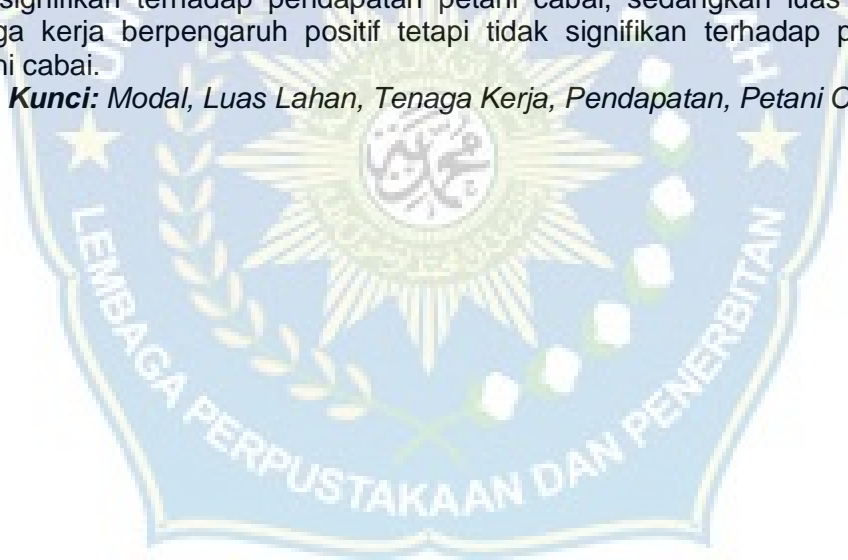 signifikan terhadap pendapatan petani cabai, sedangkan luas
ga kerja berpengaruh positif tetapi tidak signifikan terhadap p
ni cabai.
Kunci: Modal, Luas Lahan, Tenaga Kerja, Pendapatan, Petani C
LEMBAGA PERPUSTAKAAN DAN PENERBITAN